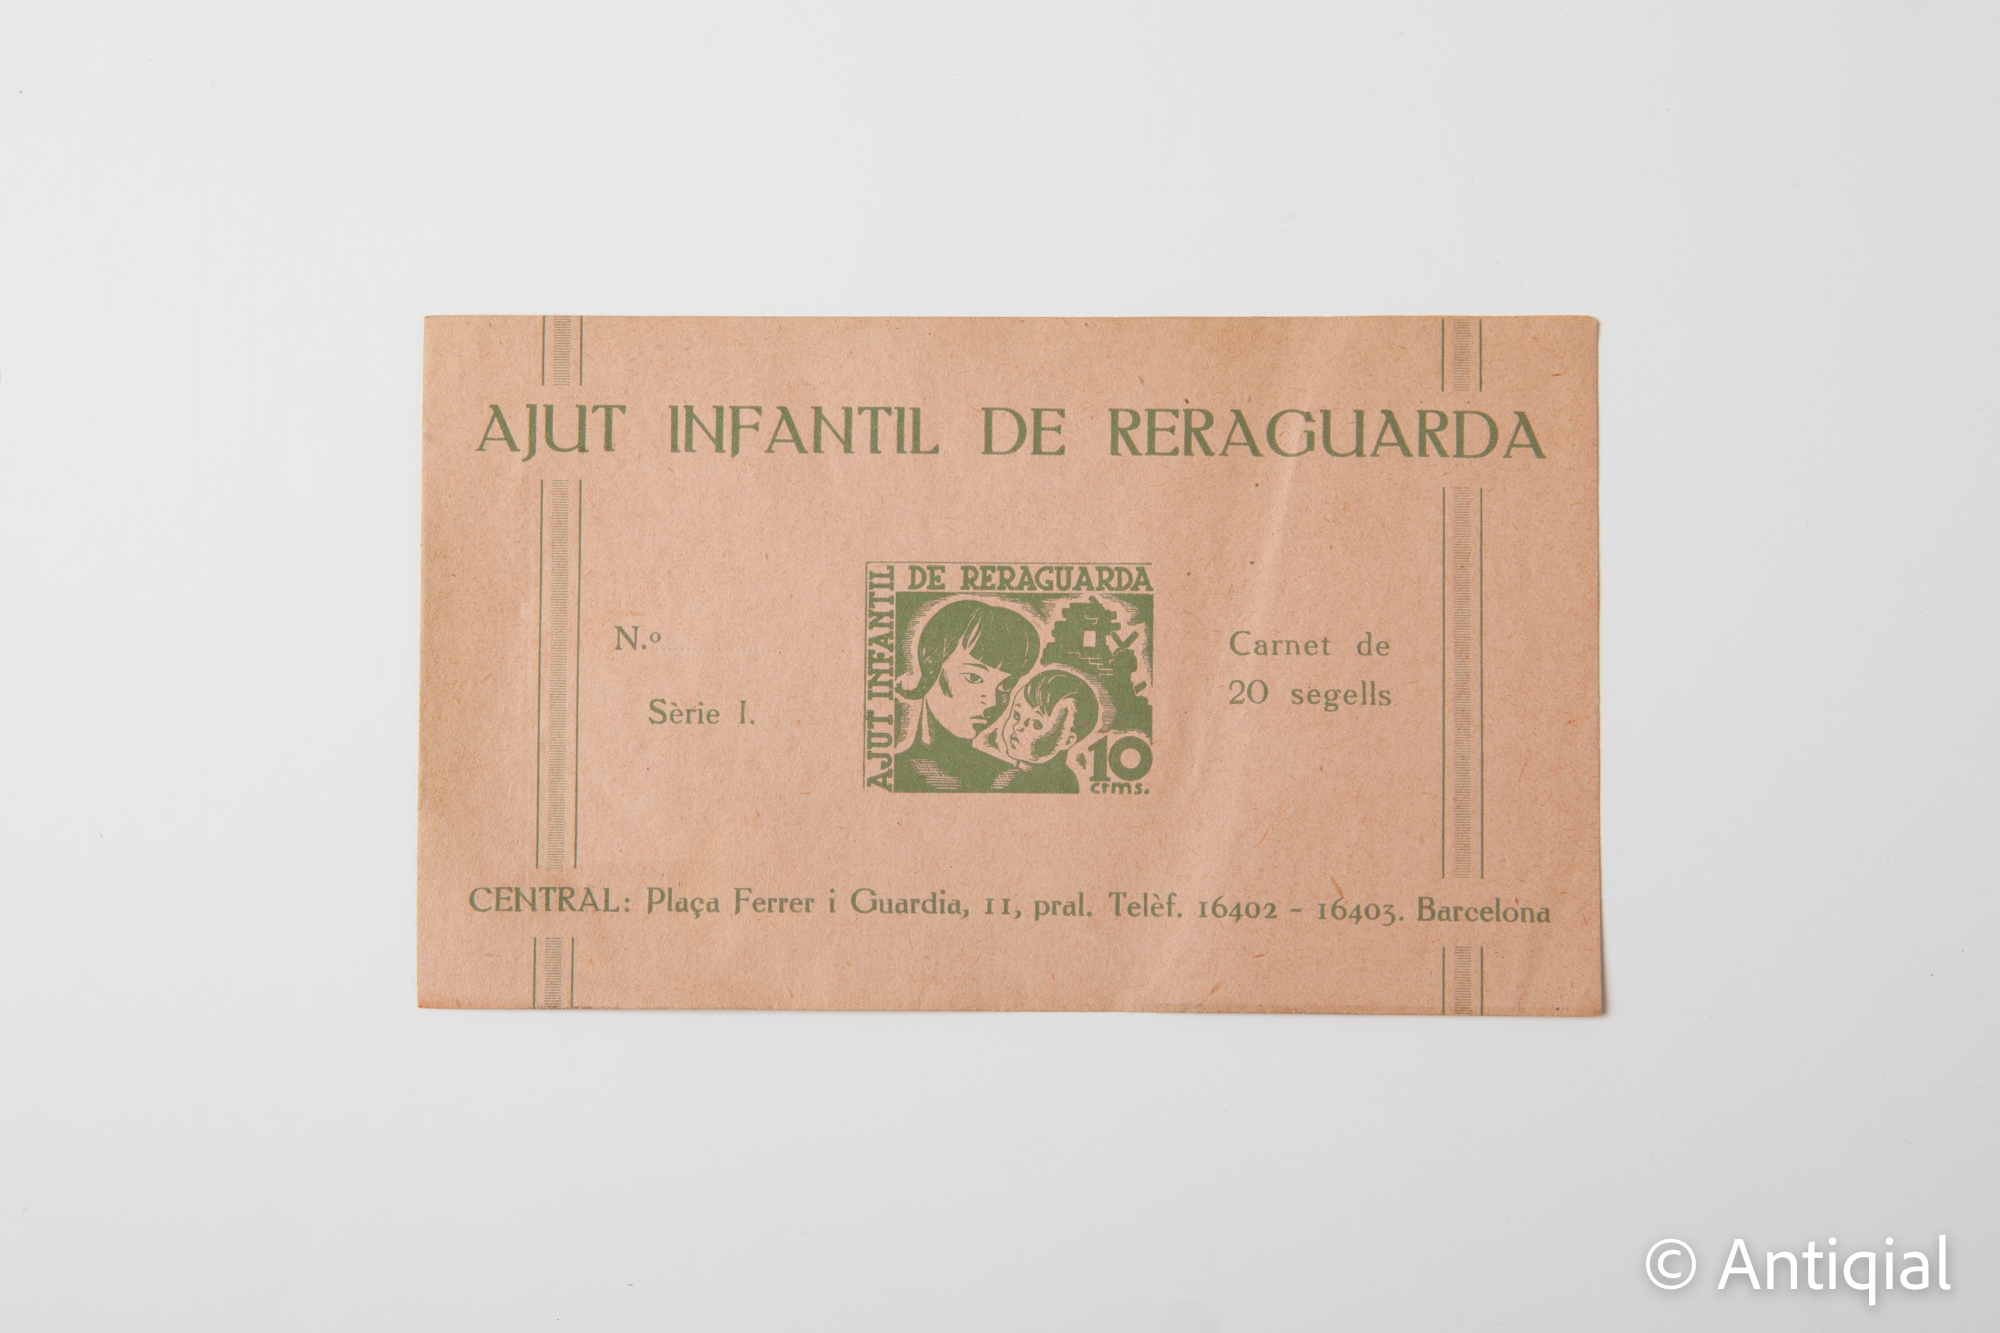 AJUT INFANTIL DE RERAGUARDA
AJUT INFANTIL
DE RERAGUARDA
10
cTms.
N.º
Sèrie I.
Carnet de
20 segells
CENTRAL: Plaça Ferrer i Guardia, 11, pral. Telèf. 16402 - 16403. Barcelona
© Antiqial